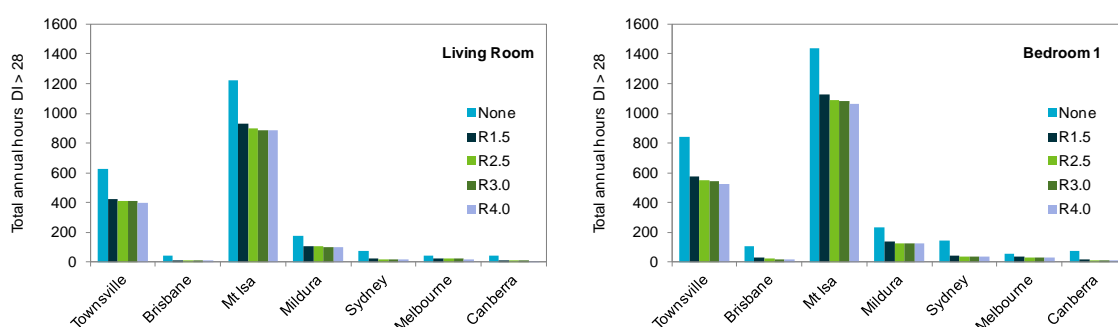 Total annual hours DI > 28
1600
1400
1200
1000
800
600
400
200
0
Living Room
None
R1.5
R2.5
R3.0
R4.0
Townsville
Brisbane
Mt Isa
Mildura
Sydney
Melbourne
Canberra
Total annual hours DI > 28
1600
1400
1200
1000
800
600
400
200
0
Bedroom 1
None
R1.5
R2.5
R3.0
R4.0
Townsville
Brisbane
Mt Isa
Mildura
Sydney
Melbourne
Canberra